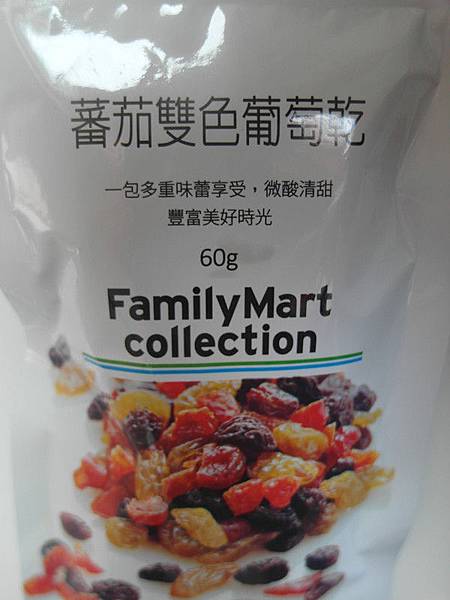 蕃茄雙色葡萄乾
一包多重味蕾享受，微酸清甜
豐富美好時光
60g
FamilyMart
collection